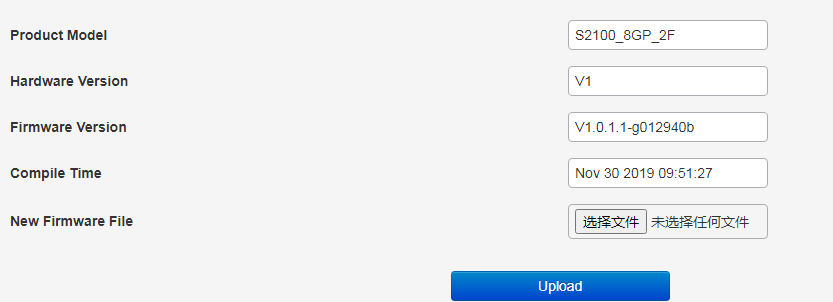 Product Model S2100_8GP_2F
Hardware Version V1
Firmware Version V1.0.1.1-g012940b
Compile Time Nov 30 2019 09:51:27
New Firmware File 选择文件 未选择任何文件
Upload